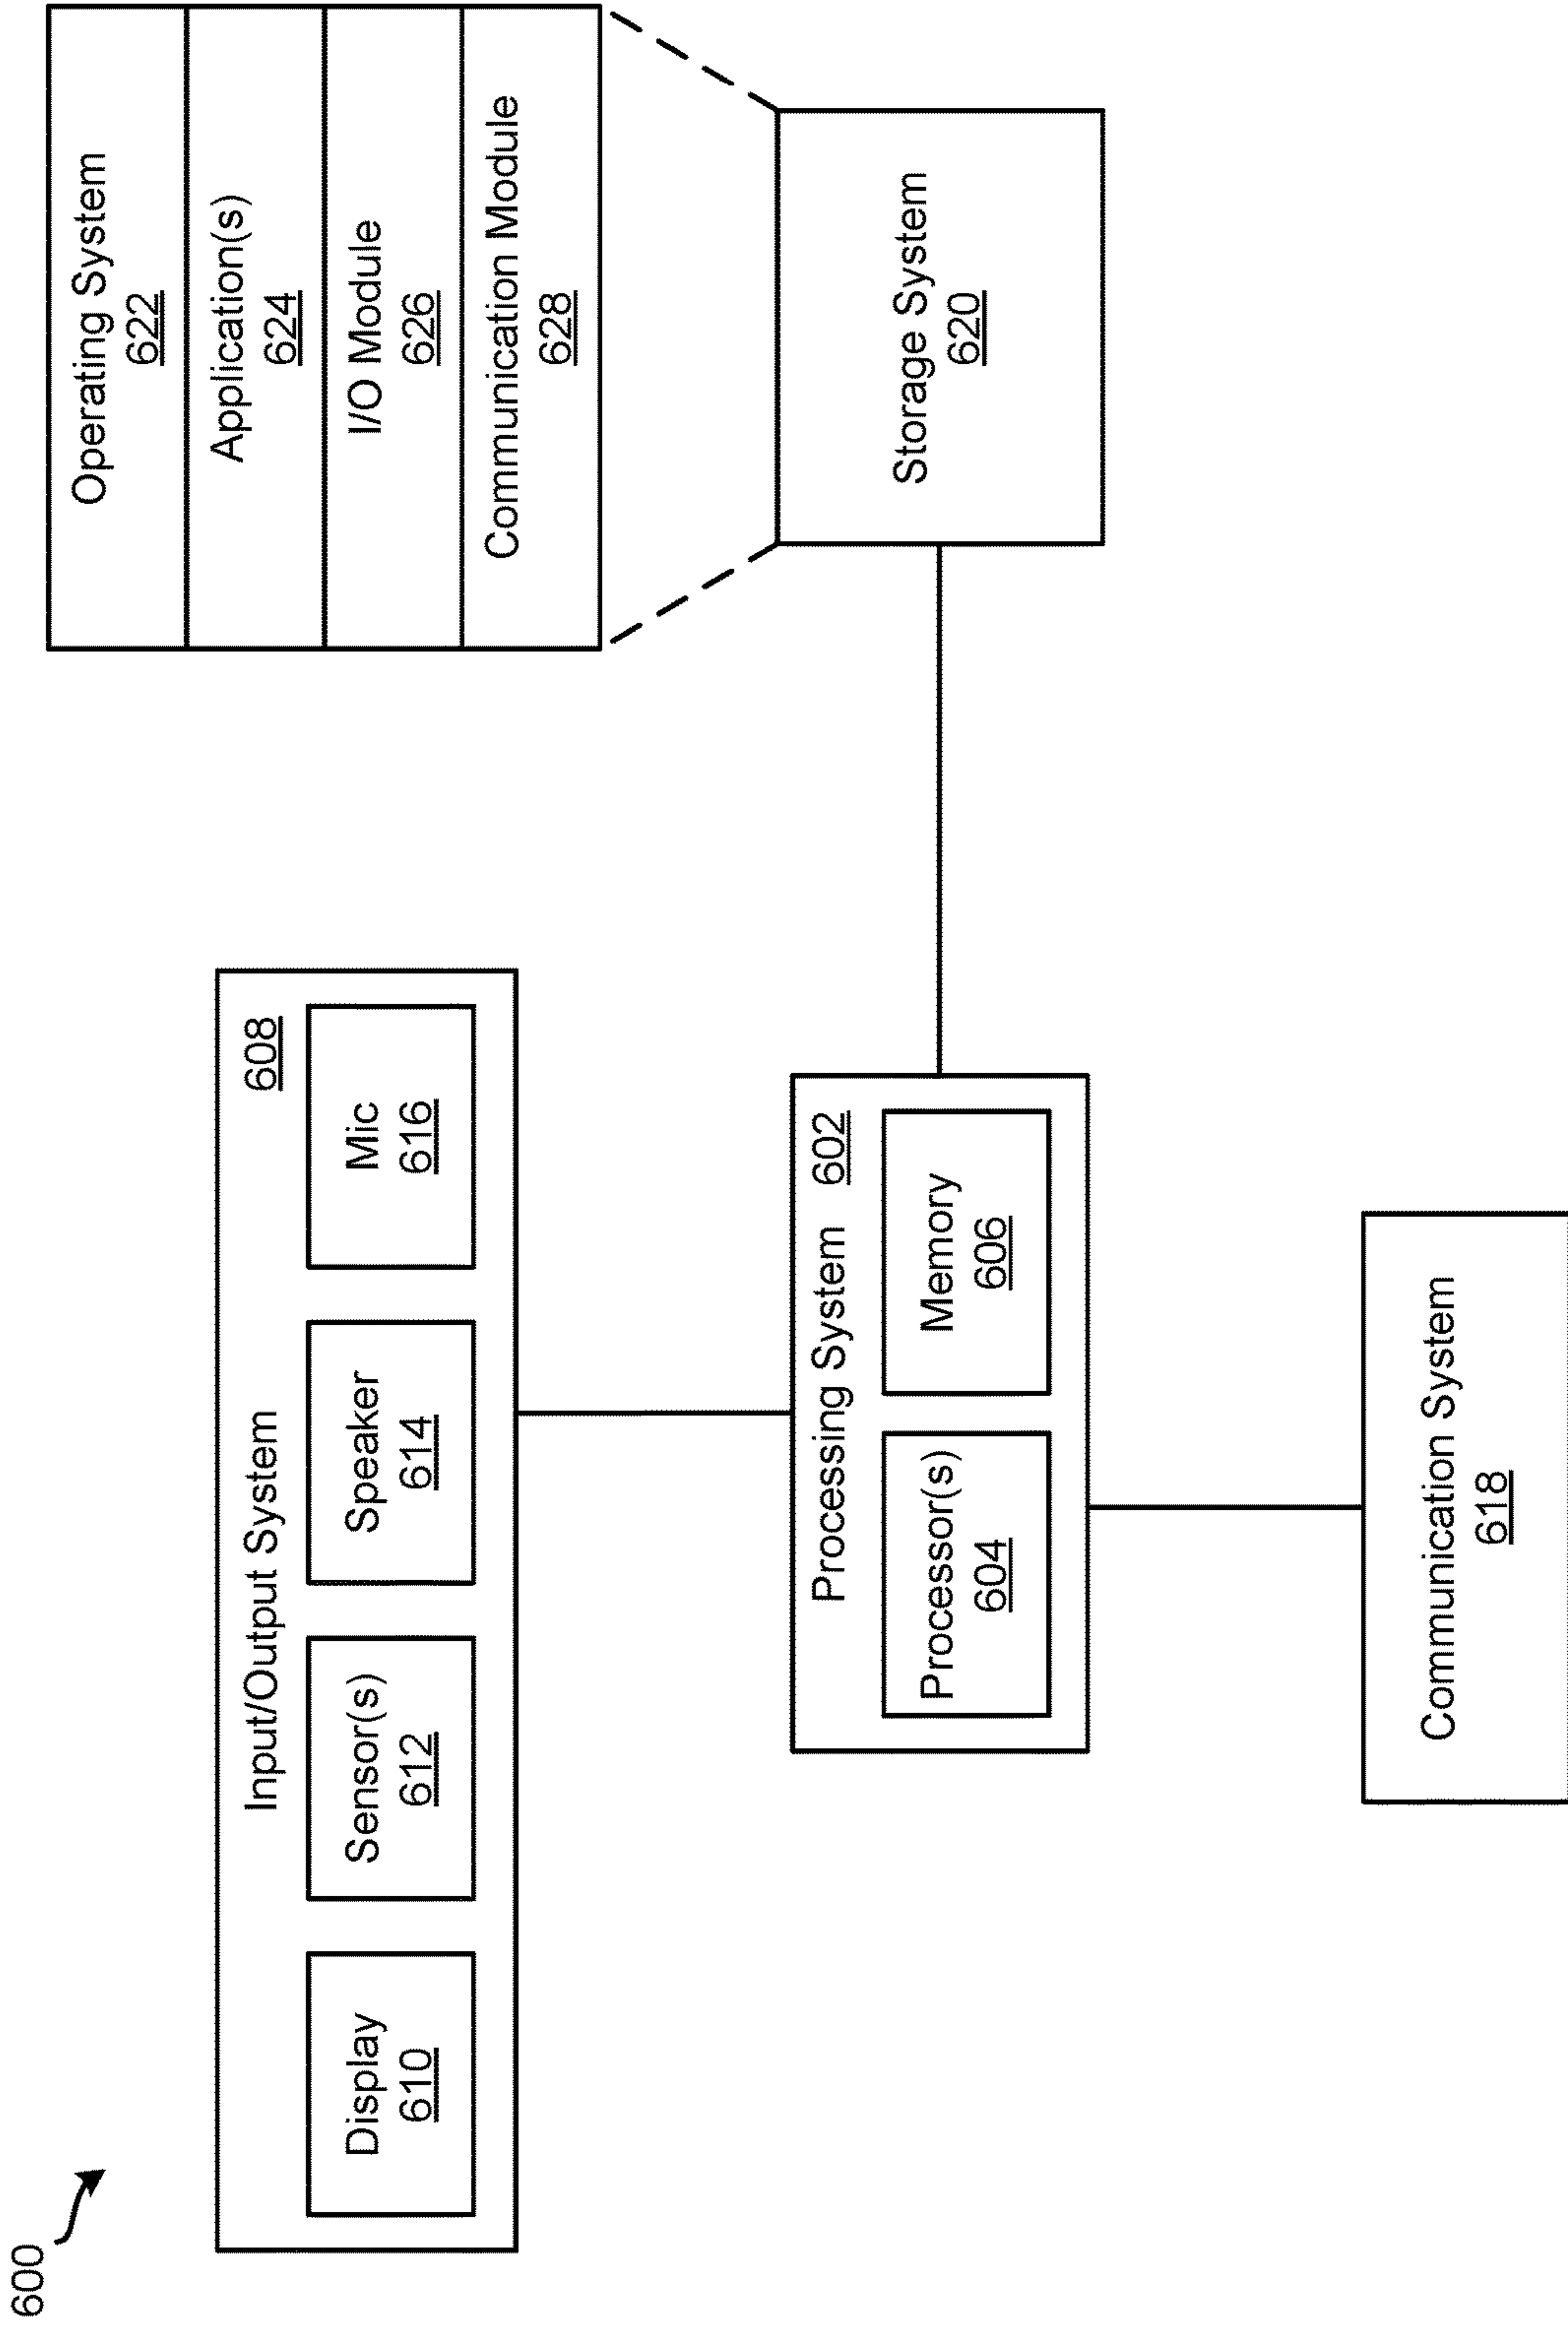 600
Input/Output System
608
Display
610
Sensor(s)
612
Speaker
614
Mic
616
Processing System 602
Processor(s)
604
Memory
606
Communication System
618
Operating System
622
Application(s)
624
I/O Module
626
Communication Module
628
Storage System
620